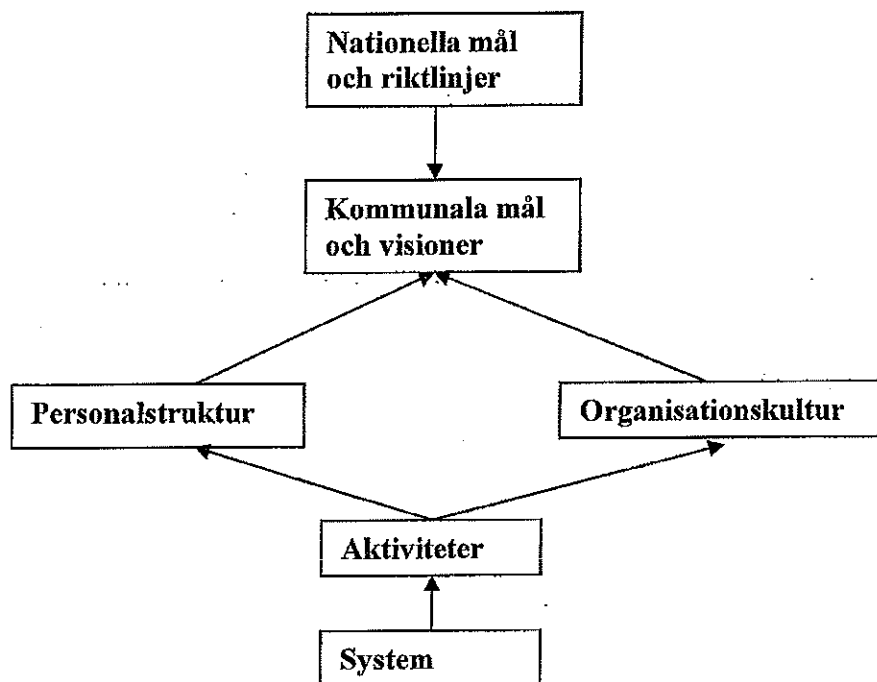 Nationella mål
och riktlinjer
Kommunala mål
och visioner
Personalstruktur
Organisationskultur
Aktiviteter
System